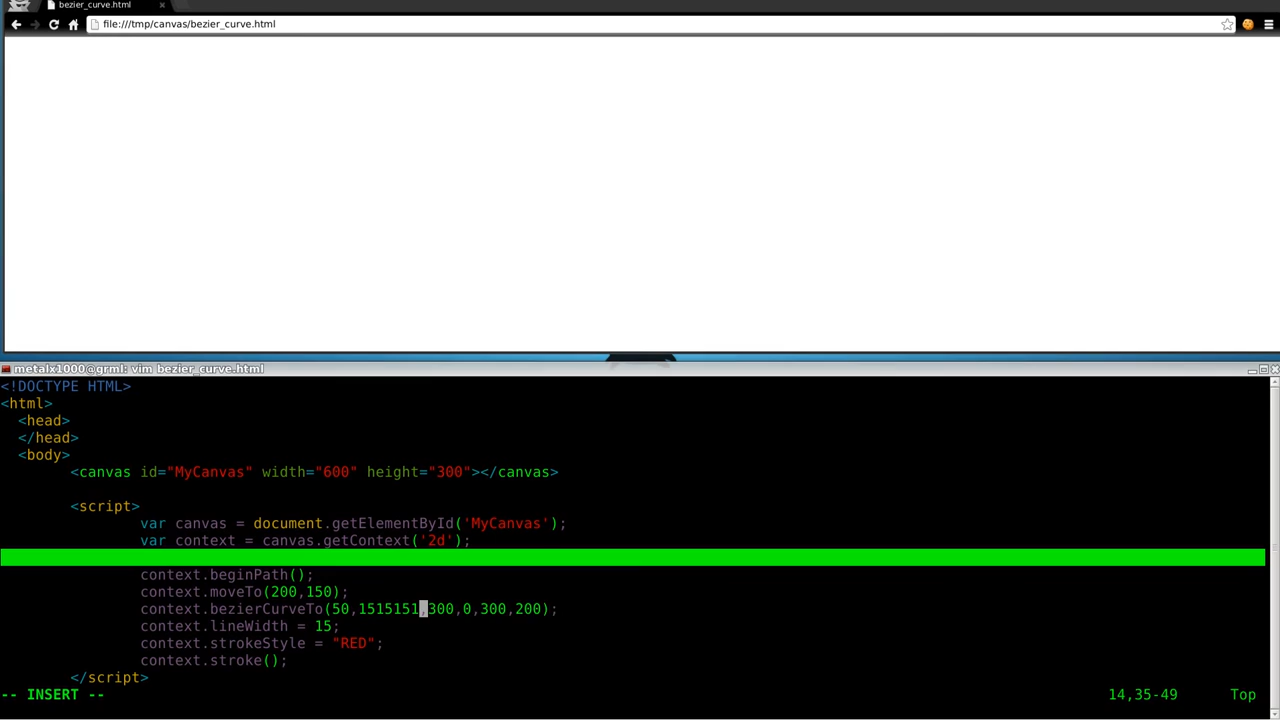 bezier_curve.html
file:///tmp/canvas/bezier_curve.html
metalx1000@grml: vim bezier_curve.html
<!DOCTYPE HTML>
<html>
<head>
</head>
<body>
<canvas id="MyCanvas" width="600" height="300"></canvas>
<script>
var canvas = document.getElementById('MyCanvas');
var context = canvas.getContext('2d');
context.beginPath();
context.moveTo(200,150);
context.bezierCurveTo(50,1515151,300,0,300,200);
context.lineWidth = 15;
context.strokeStyle = "RED";
context.stroke();
</script>
-- INSERT -- 14,35-49 Top